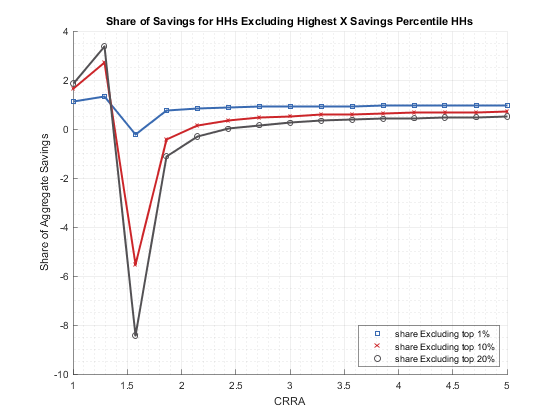 Share of Savings for HHs Excluding Highest X Savings Percentile HHs
4
2
0
-2
-4
-6
-8
-10
Share of Aggregate Savings
share Excluding top 1%
share Excluding top 10%
share Excluding top 20%
1 1.5 2 2.5 3 3.5 4 4.5 5
CRRA